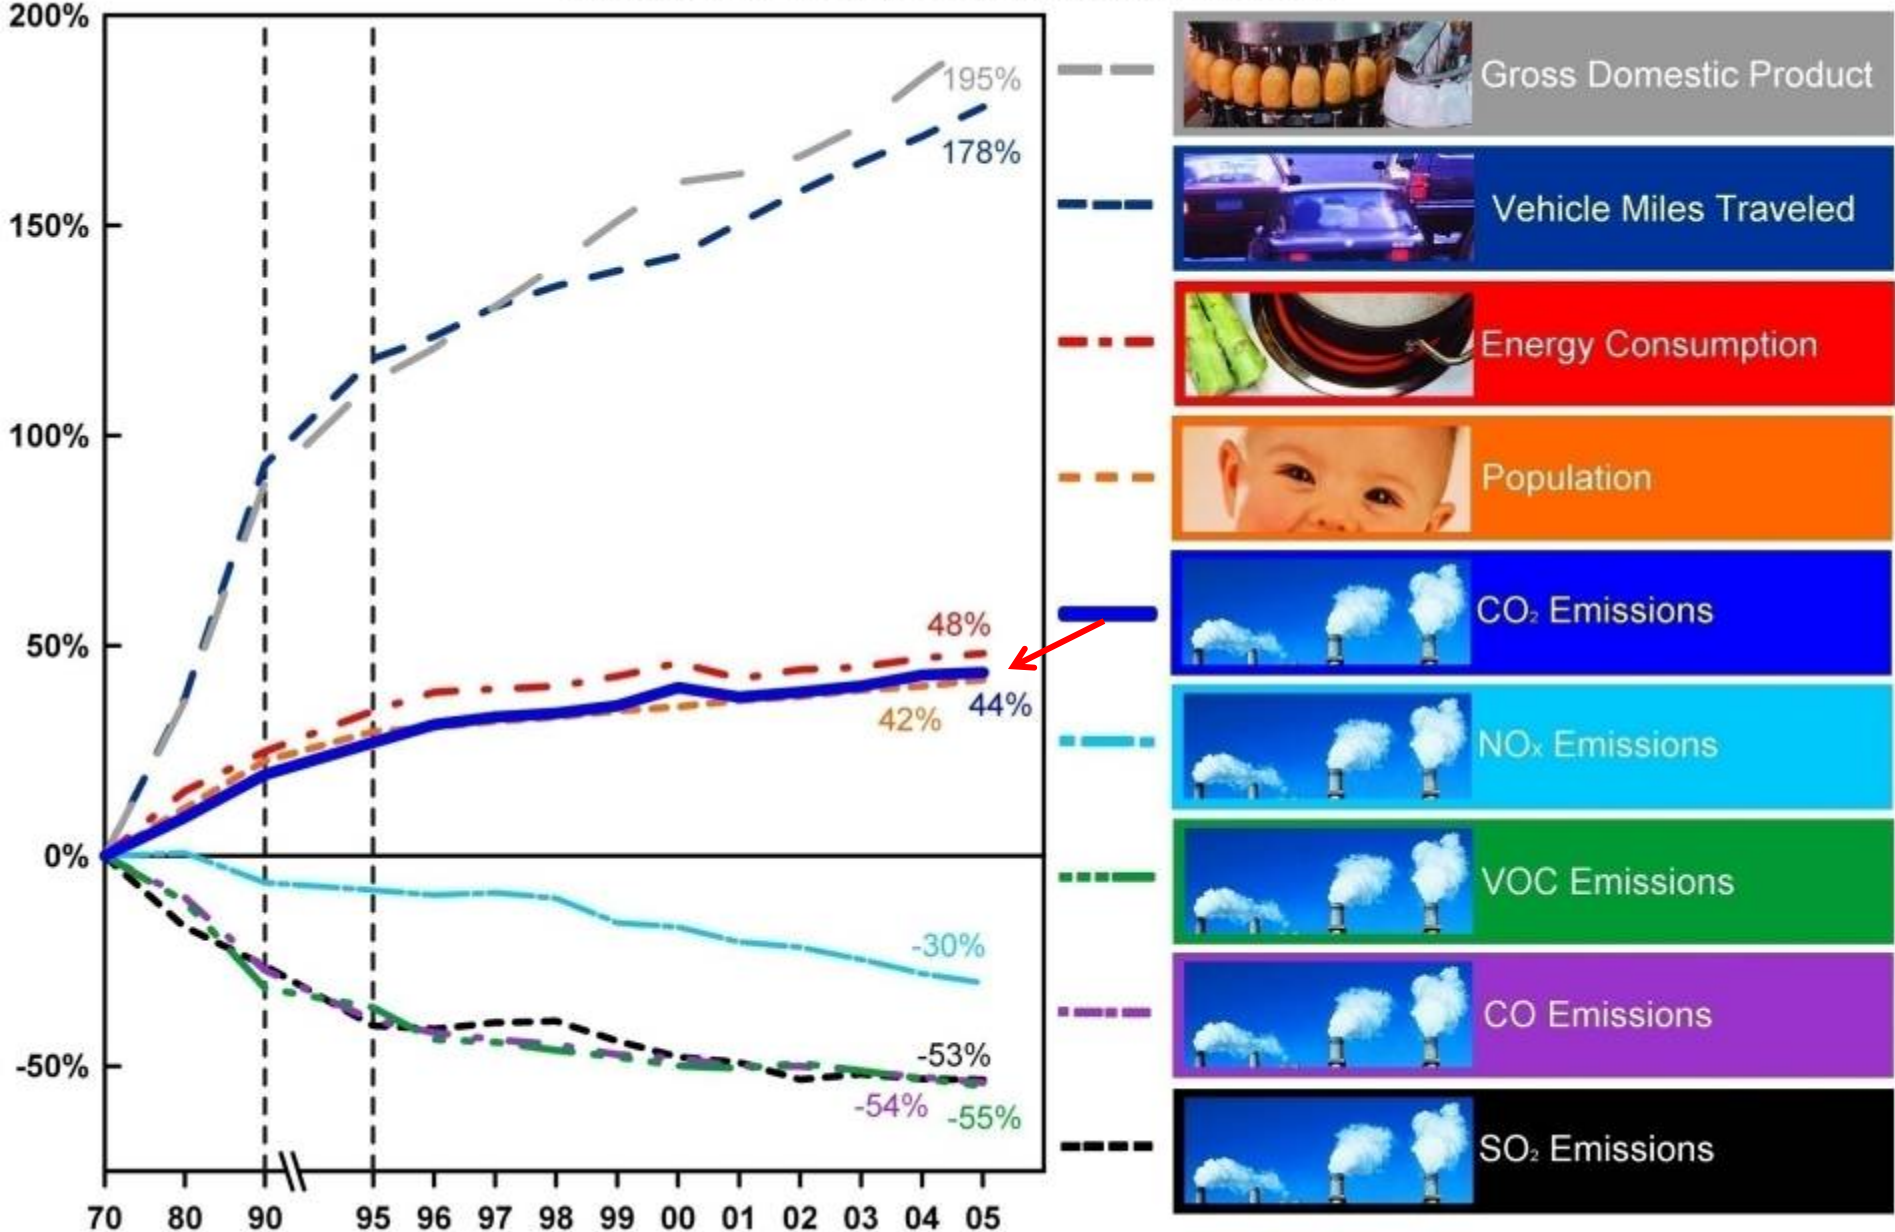 200%
150%
100%
50%
0%
-50%
195%
178%
48%
44%
42%
-30%
-53%
-54%
-55%
70 80 90 95 96 97 98 99 00 01 02 03 04 05
Gross Domestic Product
Vehicle Miles Traveled
Energy Consumption
Population
CO₂ Emissions
NOx Emissions
VOC Emissions
CO Emissions
SO₂ Emissions